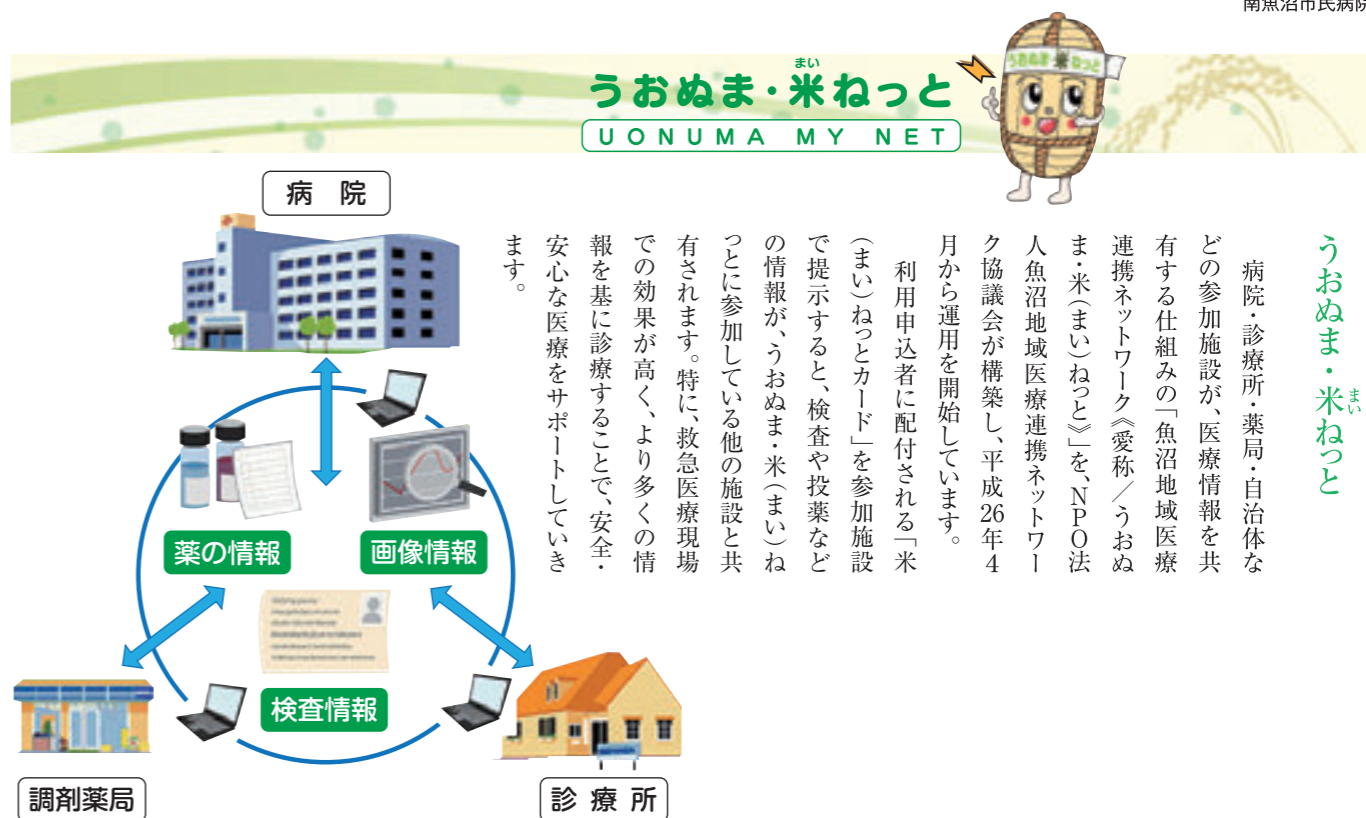 南魚沼市民病院
まい
うおぬま・米ねっと
UONUMA MY NET
うおぬま・米ねっと
まい
うおぬま・米ねっと
病院・診療所・薬局・自治体な
どの参加施設が、医療情報を共
有する仕組みの「魚沼地域医療
連携ネットワーク《愛称／うおぬ
ま・米(まい)ねっと》」を、NPO法
人魚沼地域医療連携ネットワー
ク協議会が構築し、平成26年4
月から運用を開始しています。
利用申込者に配付される「米
(まい)ねっとカード」を参加施設
で提示すると、検査や投薬など
の情報が、うおぬま・米(まい)ね
っとに参加している他の施設と共
有されます。特に、救急医療現場
での効果が高く、より多くの情
報を基に診療することで、安全・
安心な医療をサポートしていき
ます。
病院
薬の情報
画像情報
検査情報
調剤薬局
診療所